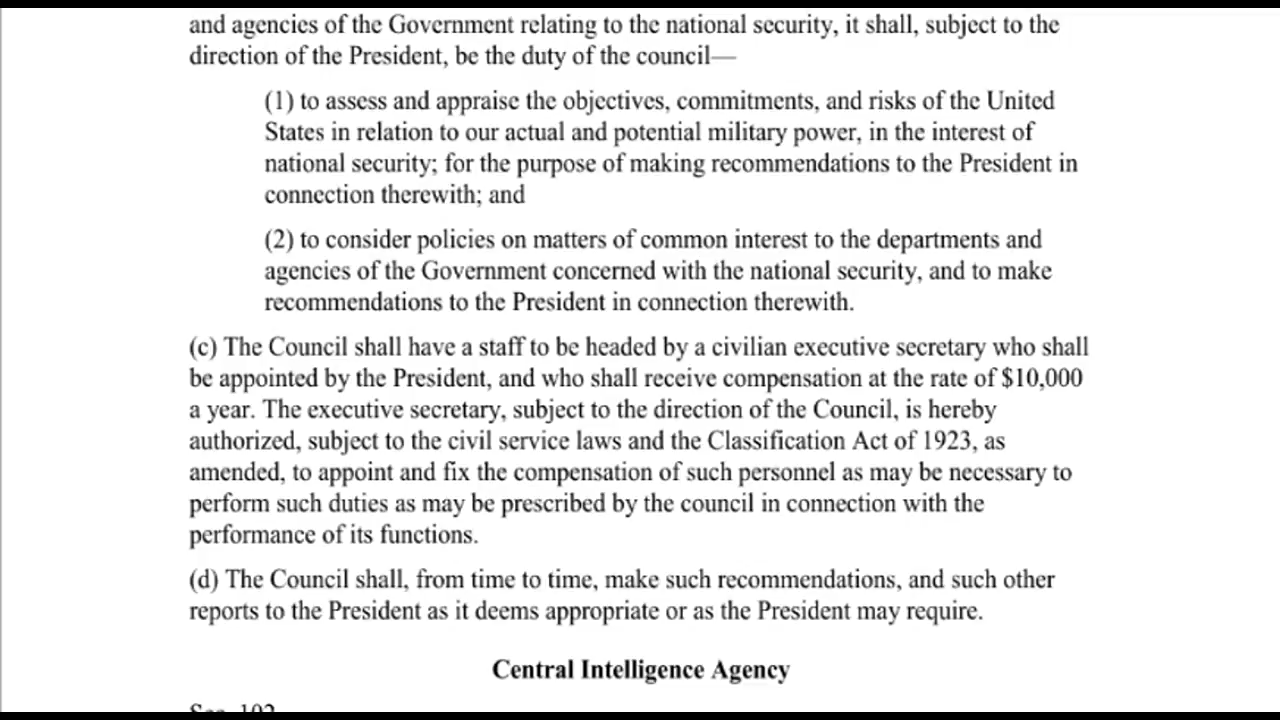 and agencies of the Government relating to the national security, it shall, subject to the
direction of the President, be the duty of the council—
(1) to assess and appraise the objectives, commitments, and risks of the United
States in relation to our actual and potential military power, in the interest of
national security; for the purpose of making recommendations to the President in
connection therewith; and
(2) to consider policies on matters of common interest to the departments and
agencies of the Government concerned with the national security, and to make
recommendations to the President in connection therewith.
(c) The Council shall have a staff to be headed by a civilian executive secretary who shall
be appointed by the President, and who shall receive compensation at the rate of $10,000
a year. The executive secretary, subject to the direction of the Council, is hereby
authorized, subject to the civil service laws and the Classification Act of 1923, as
amended, to appoint and fix the compensation of such personnel as may be necessary to
perform such duties as may be prescribed by the council in connection with the
performance of its functions.
(d) The Council shall, from time to time, make such recommendations, and such other
reports to the President as it deems appropriate or as the President may require.
Central Intelligence Agency
Sec. 102